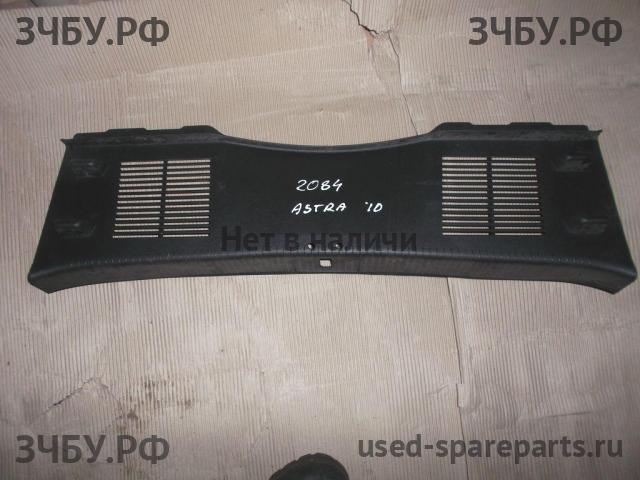 ЗЧБУ.РФ ЗЧБУ.РФ
2084
ASTRA '10
Нет в наличи
ЗЧБУ.РФ used-spareparts.ru